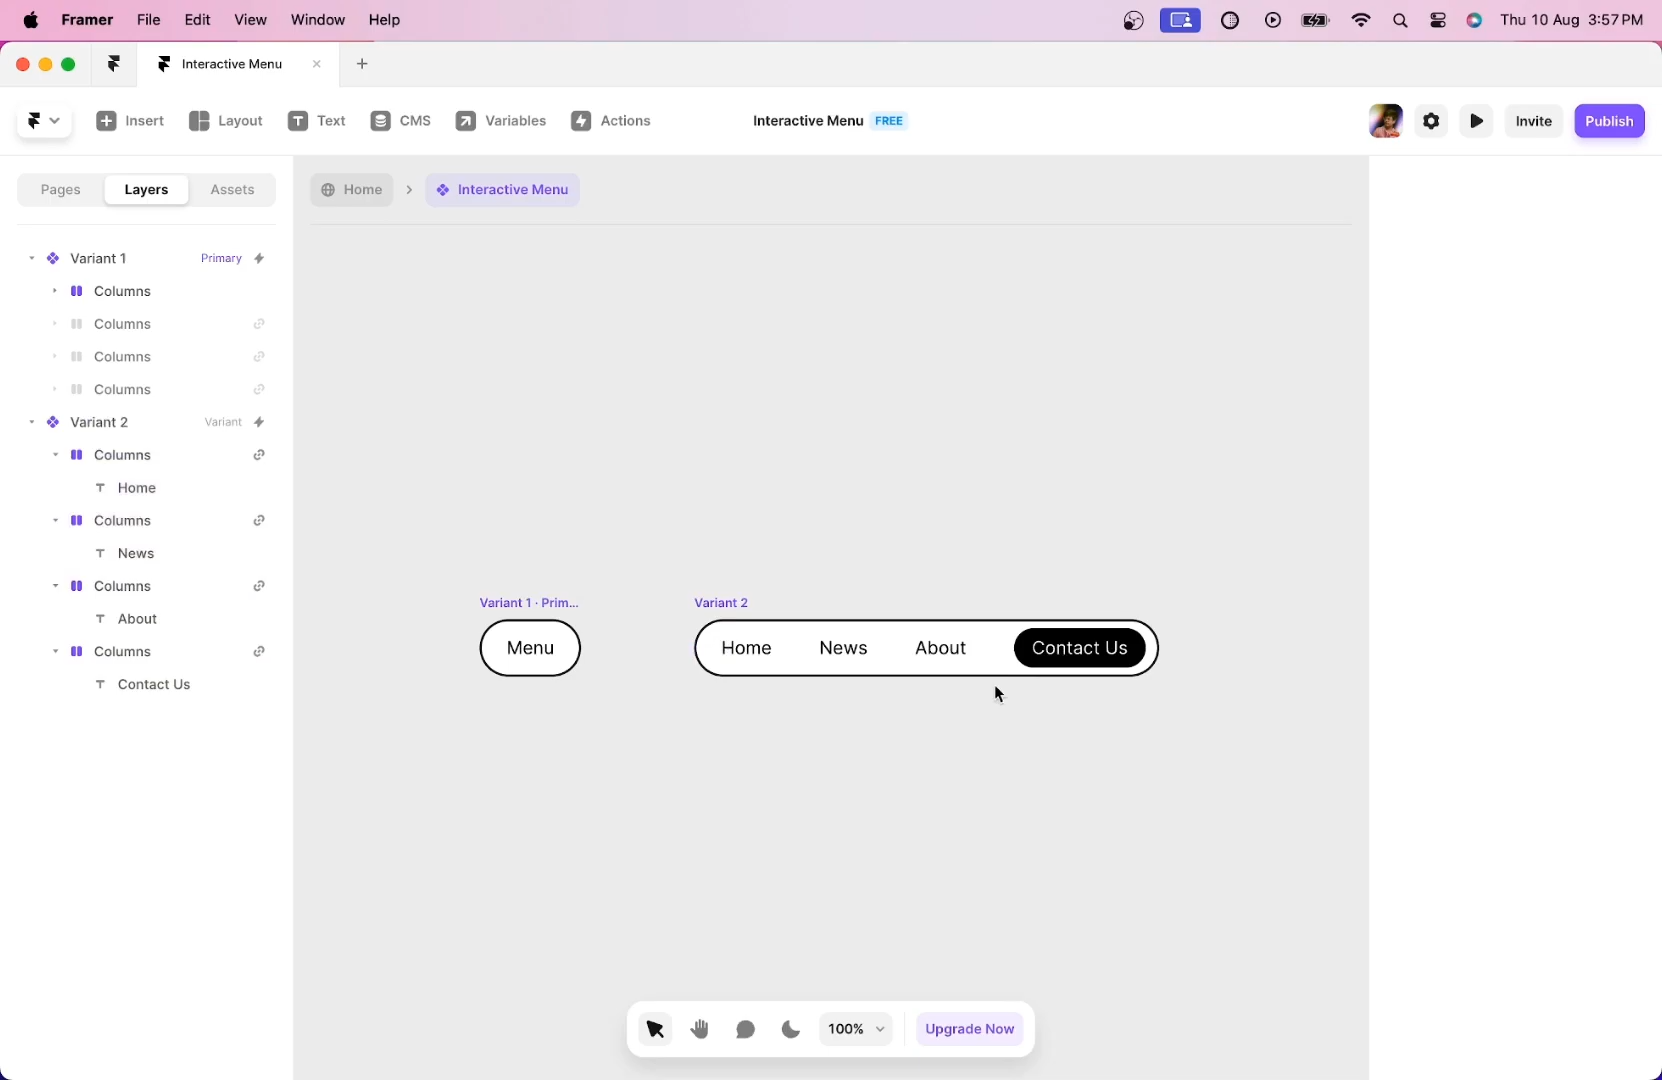 Framer File Edit View Window Help Thu 10 Aug 3:57 PM
Interactive Menu
Insert Layout Text CMS Variables Actions Interactive Menu FREE Invite Publish
Pages Layers Assets
Home Interactive Menu
Variant 1 Primary
Columns
Columns
Columns
Columns
Variant 2 Variant
Columns
Home
Columns
News
Columns
About
Columns
Contact Us
Variant 1 · Prim...
Menu
Variant 2
Home News About Contact Us
100% Upgrade Now